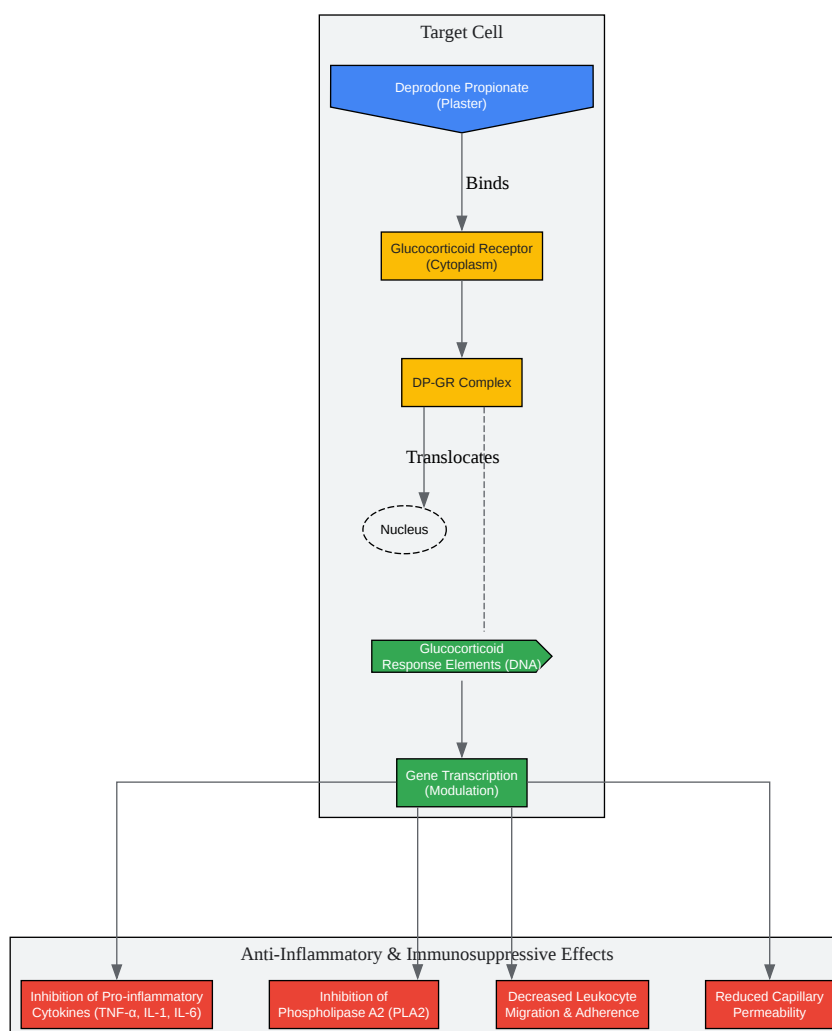 Target Cell
Deprodone Propionate
(Plaster)
Binds
Glucocorticoid Receptor
(Cytoplasm)
DP-GR Complex
Translocates
Nucleus
Glucocorticoid
Response Elements (DNA)
Gene Transcription
(Modulation)
Anti-Inflammatory & Immunosuppressive Effects
Inhibition of Pro-inflammatory
Cytokines (TNF-α, IL-1, IL-6)
Inhibition of
Phospholipase A2 (PLA2)
Decreased Leukocyte
Migration & Adherence
Reduced Capillary
Permeability